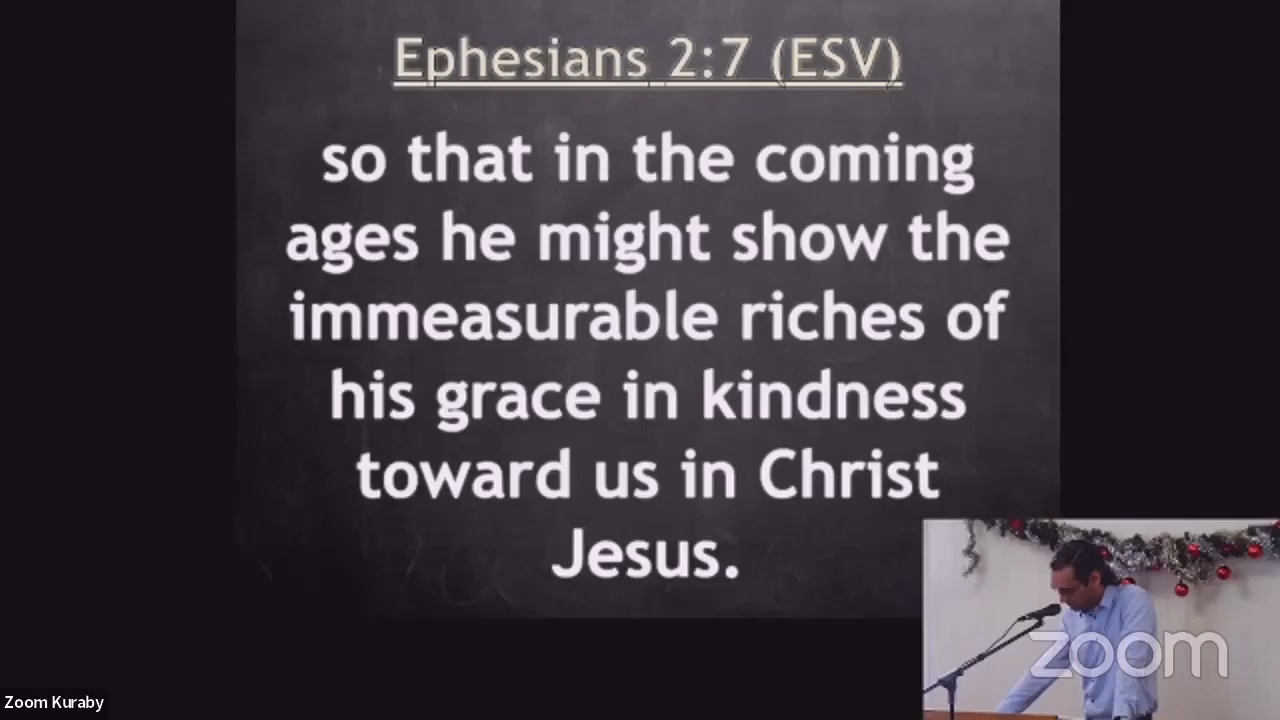 Ephesians 2:7 (ESV)
so that in the coming
ages he might show the
immeasurable riches of
his grace in kindness
toward us in Christ
Jesus.
zoom
Zoom Kuraby